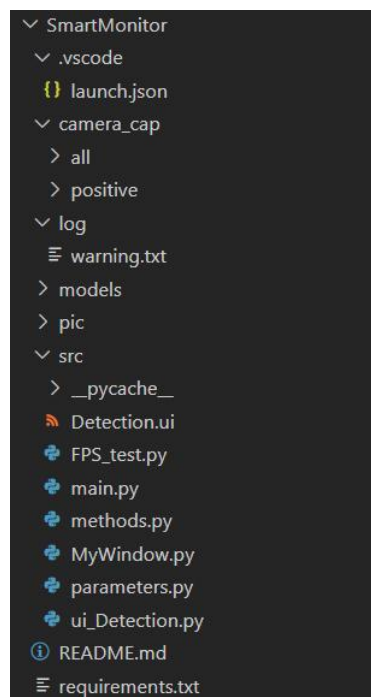 SmartMonitor
.vscode
launch.json
camera_cap
all
positive
log
warning.txt
models
pic
src
__pycache__
Detection.ui
FPS_test.py
main.py
methods.py
MyWindow.py
parameters.py
ui_Detection.py
README.md
requirements.txt